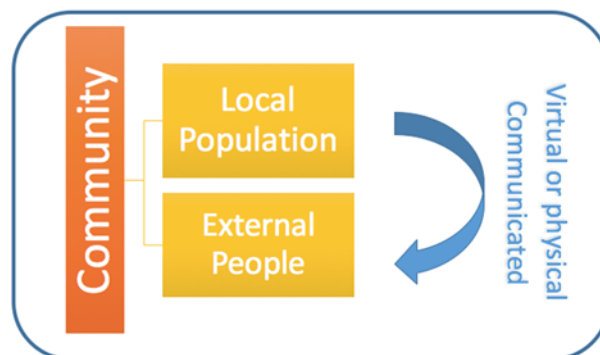 Community
Local
Population
External
People
Virtual or physical
Communicated